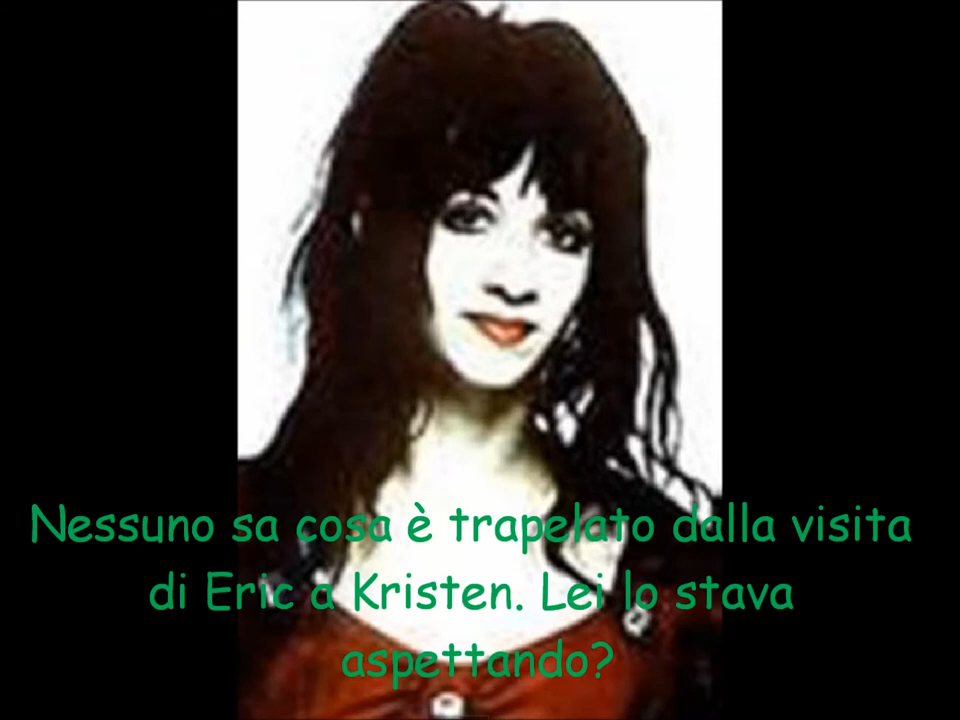 Nessuno sa cosa è trapelato dalla visita
di Eric a Kristen. Lei lo stava
aspettando?